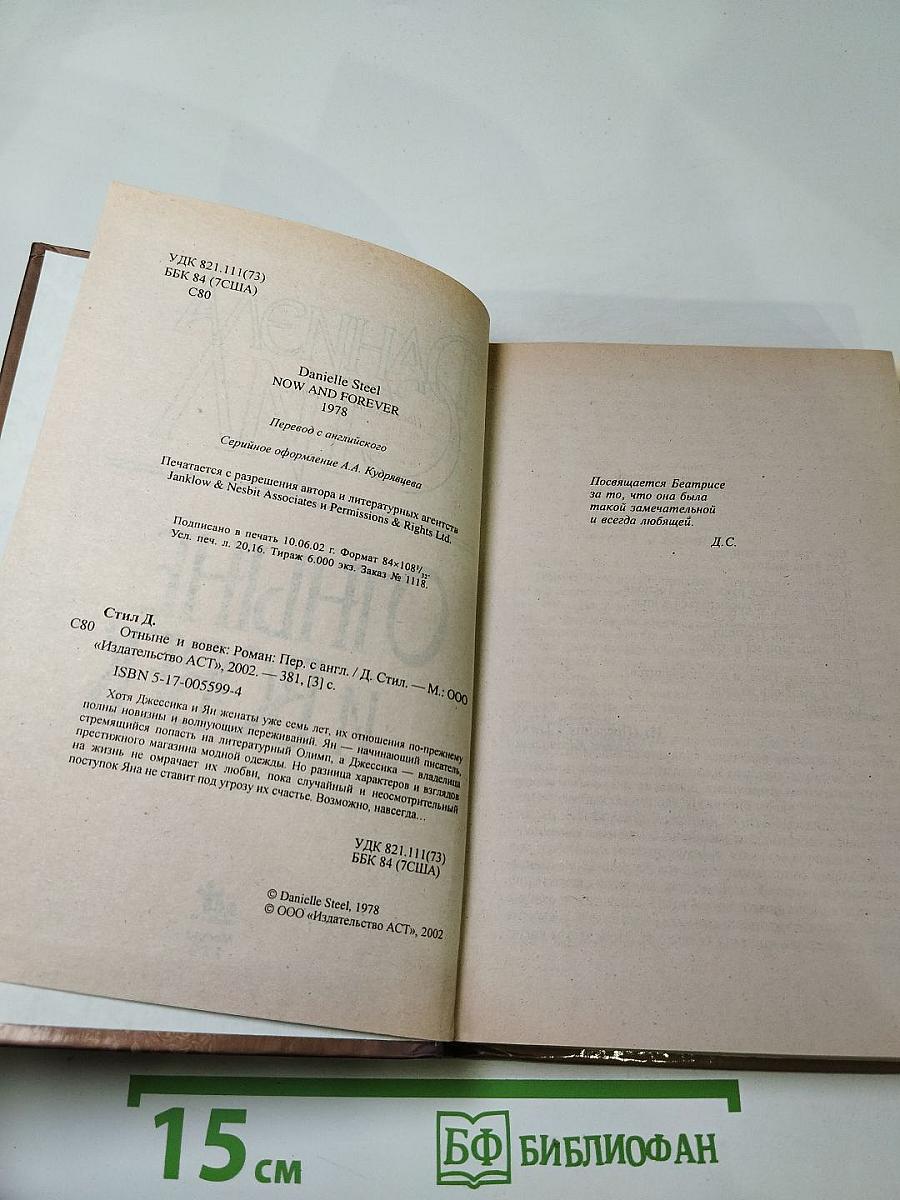 УДК 821.111(73)
ББК 84 (7США)
С80
Danielle Steel
NOW AND FOREVER
1978
Перевод с английского
Серийное оформление А.А. Кудрявцева
Печатается с разрешения автора и литературных агентств
Janklow & Nesbit Associates и Permissions & Rights Ltd.
Подписано в печать 10.06.02 г. Формат 84×108¹/₃₂.
Усл. печ. л. 20,16. Тираж 6.000 экз. Заказ № 1118.
Стил Д.
С80 Отныне и вовек: Роман: Пер. с англ. / Д. Стил. — М.: ООО
«Издательство АСТ», 2002. — 381, [3] с.
ISBN 5-17-005599-4
Хотя Джессика и Ян женаты уже семь лет, их отношения по-прежнему
полны новизны и волнующих переживаний. Ян — начинающий писатель,
стремящийся попасть на литературный Олимп, а Джессика — владелица
престижного магазина модной одежды. Но разница характеров и взглядов
на жизнь не омрачает их любви, пока случайный и неосмотрительный
поступок Яна не ставит под угрозу их счастье. Возможно, навсегда...
УДК 821.111(73)
ББК 84 (7США)
© Danielle Steel, 1978
© ООО «Издательство АСТ», 2002
Посвящается Беатрисе
за то, что она была
такой замечательной
и всегда любящей.
Д.С.
15 см
БФ БИБЛИОФАН